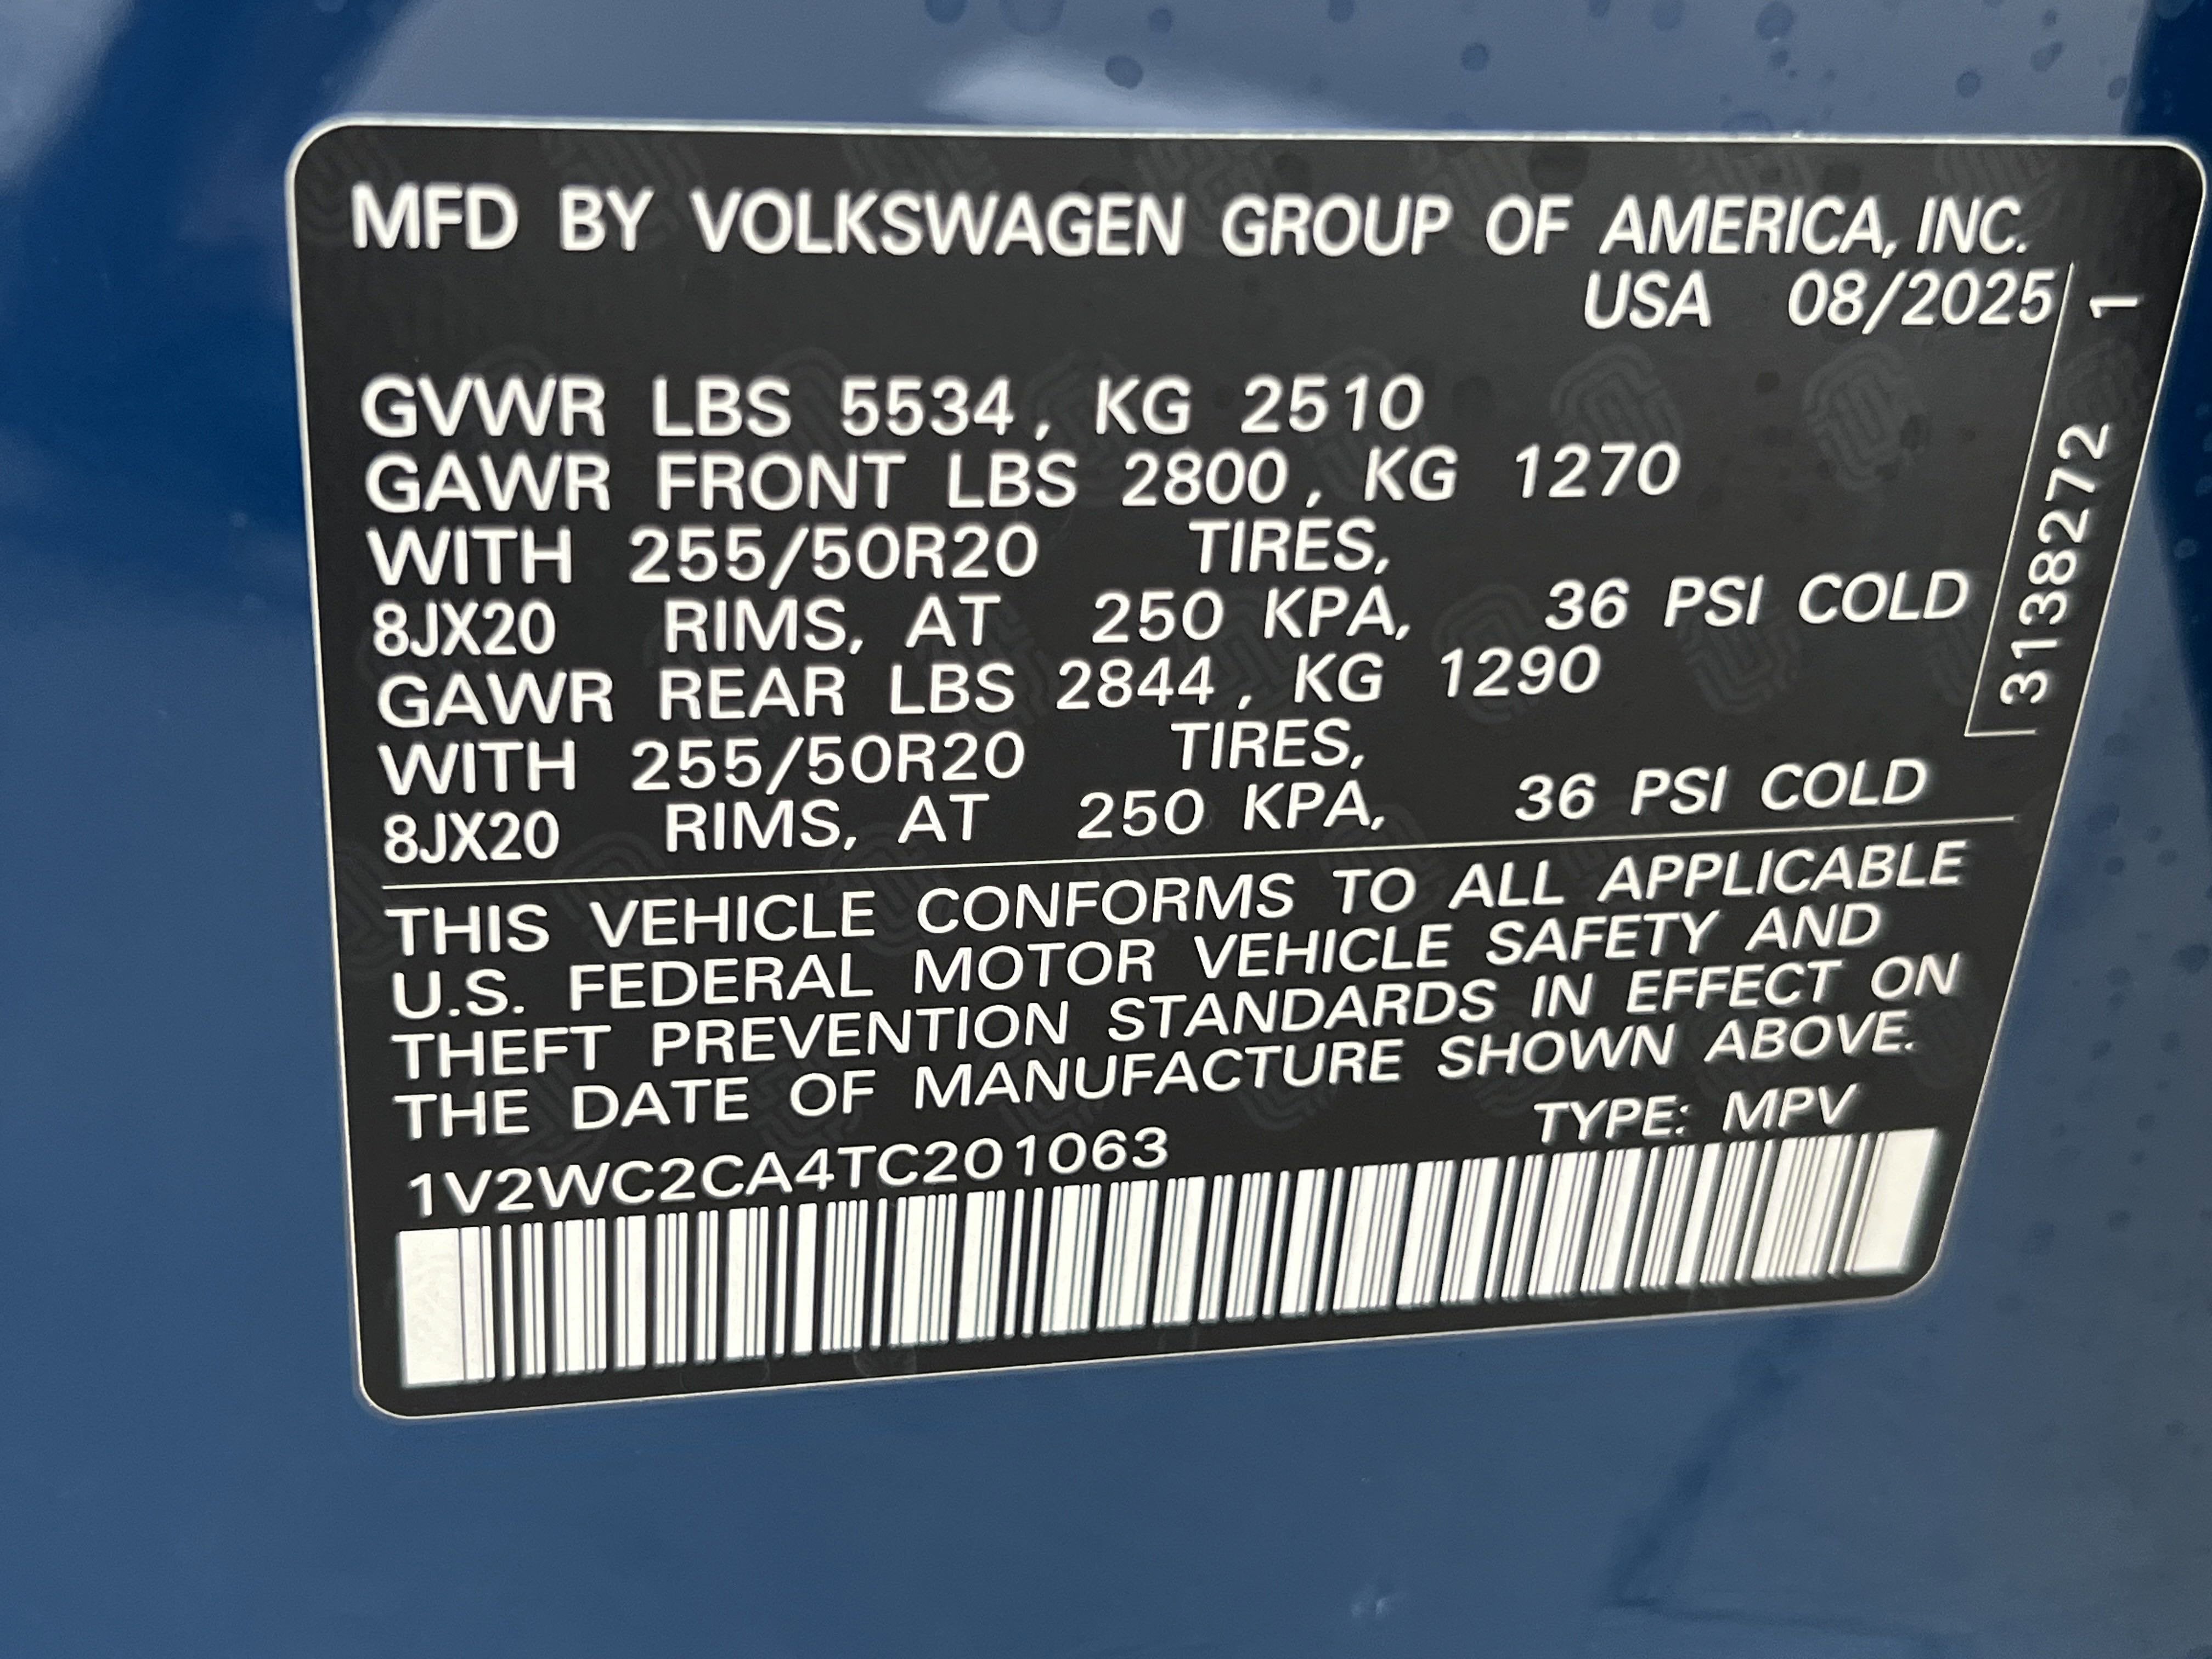 MFD BY VOLKSWAGEN GROUP OF AMERICA, INC.
USA 08/2025
GVWR LBS 5534, KG 2510
GAWR FRONT LBS 2800, KG 1270
WITH 255/50R20 TIRES,
8JX20 RIMS, AT 250 KPA, 36 PSI COLD
GAWR REAR LBS 2844, KG 1290
WITH 255/50R20 TIRES,
8JX20 RIMS, AT 250 KPA, 36 PSI COLD
THIS VEHICLE CONFORMS TO ALL APPLICABLE
U.S. FEDERAL MOTOR VEHICLE SAFETY AND
THEFT PREVENTION STANDARDS IN EFFECT ON
THE DATE OF MANUFACTURE SHOWN ABOVE.
1V2WC2CA4TC201063 TYPE: MPV
3138272 1